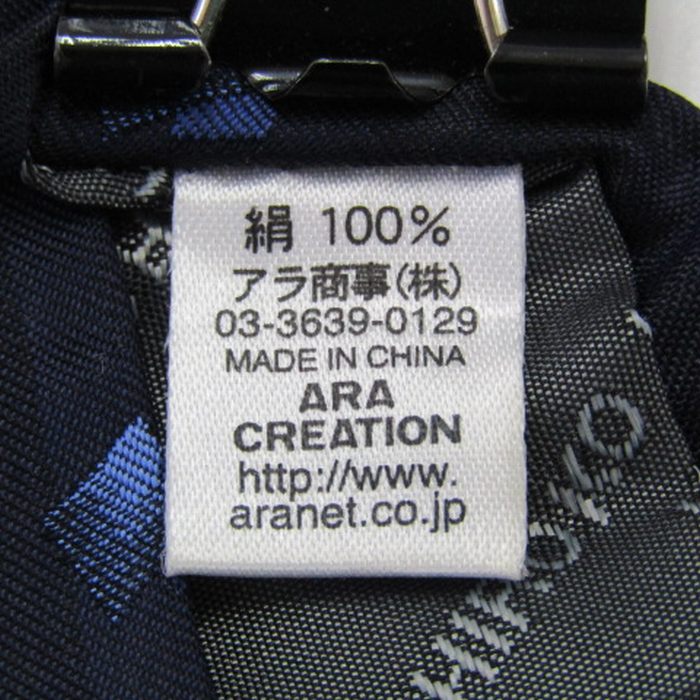 絹 100%
アラ商事(株)
03-3639-0129
MADE IN CHINA
ARA
CREATION
http://www.
aranet.co.jp